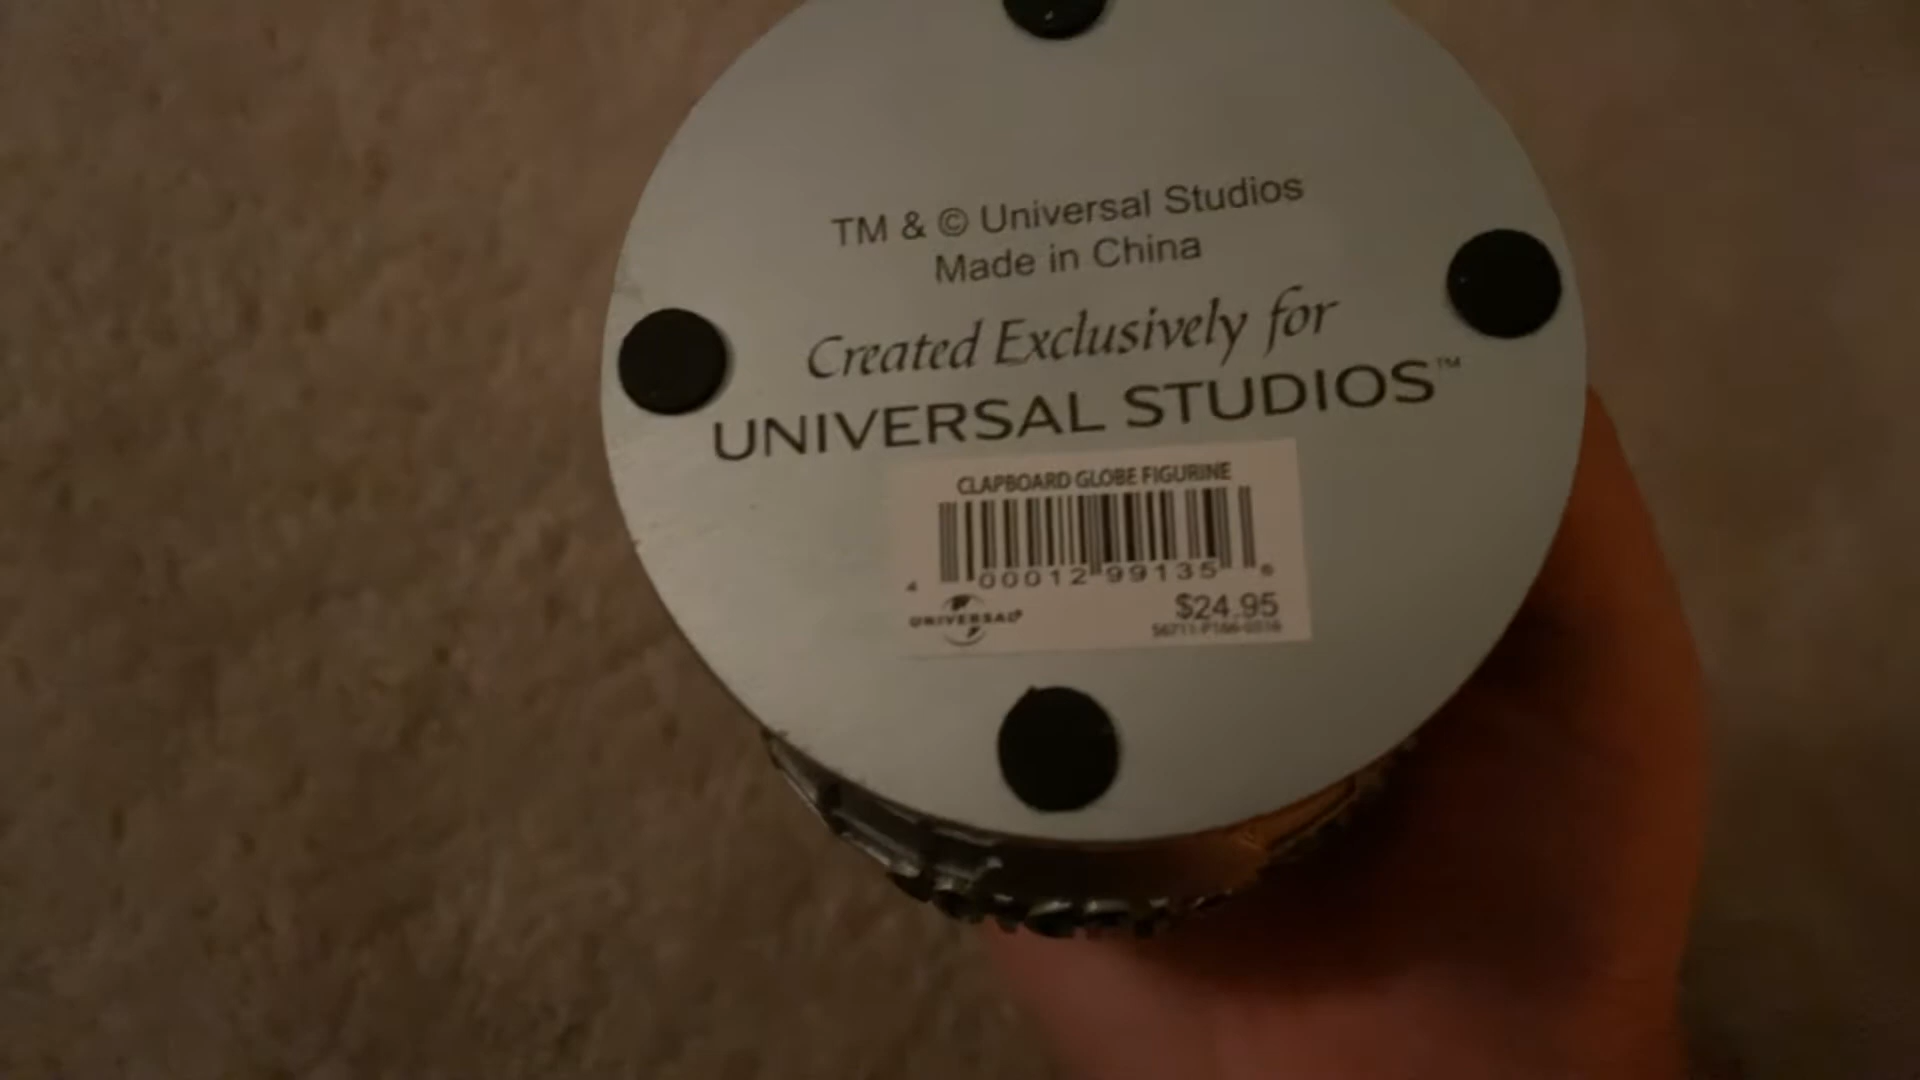 TM & © Universal Studios
Made in China
Created Exclusively for
UNIVERSAL STUDIOS™
CLAPBOARD GLOBE FIGURINE
4 00012 99135 6
UNIVERSAL
$24.95